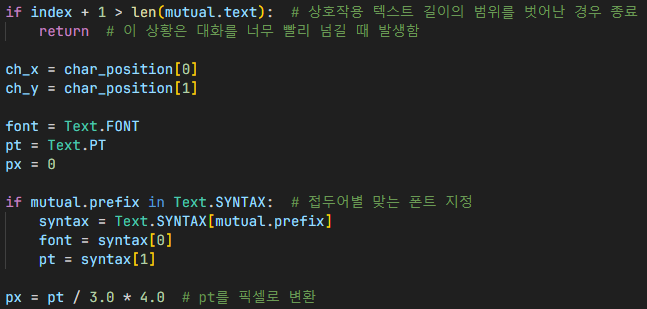 if index + 1 > len(mutual.text):  # 상호작용 텍스트 길이의 범위를 벗어난 경우 종료
    return  # 이 상황은 대화를 너무 빨리 넘길 때 발생함
ch_x = char_position[0]
ch_y = char_position[1]
font = Text.FONT
pt = Text.PT
px = 0
if mutual.prefix in Text.SYNTAX:  # 접두어별 맞는 폰트 지정
    syntax = Text.SYNTAX[mutual.prefix]
    font = syntax[0]
    pt = syntax[1]
px = pt / 3.0 * 4.0  # pt를 픽셀로 변환